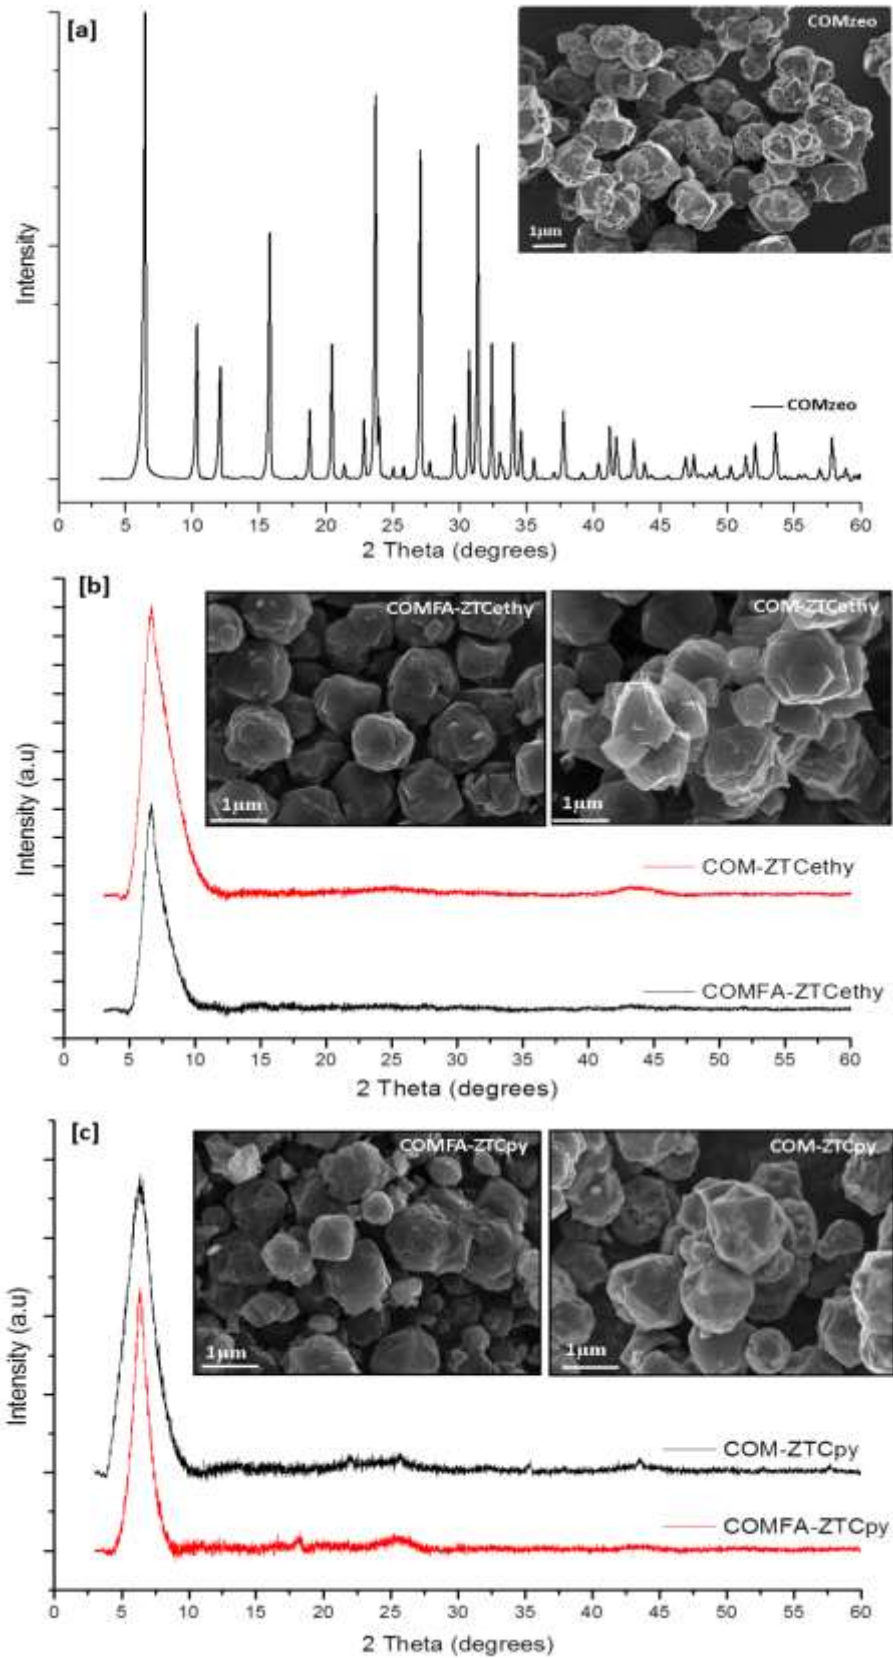 [a]
COMzeo
1µm
Intensity
COMzeo
0 5 10 15 20 25 30 35 40 45 50 55 60
2 Theta (degrees)
[b]
COMFA-ZTCethy
COM-ZTCethy
1µm
1µm
Intensity (a.u)
COM-ZTCethy
COMFA-ZTCethy
0 5 10 15 20 25 30 35 40 45 50 55 60
2 Theta (degrees)
[c]
COMFA-ZTCpy
COM-ZTCpy
1µm
1µm
Intensity (a.u)
COM-ZTCpy
COMFA-ZTCpy
0 5 10 15 20 25 30 35 40 45 50 55 60
2 Theta (degrees)